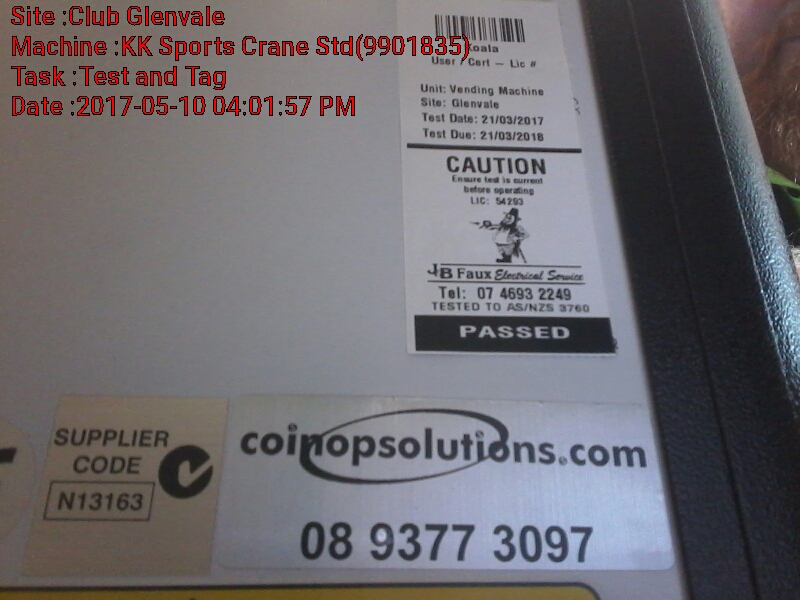 Site :Club Glenvale
Machine :KK Sports Crane Std(9901835)
Task :Test and Tag
Date :2017-05-10 04:01:57 PM
User / Cert - Lic #
Unit: Vending Machine
Site: Glenvale
Test Date: 21/03/2017
Test Due: 21/03/2018
CAUTION
Ensure test is current
before operating
LIC: 54293
JB Faux Electrical Service
Tel: 07 4693 2249
TESTED TO AS/NZS 3760
PASSED
SUPPLIER
CODE
N13163
coinopsolutions.com
08 9377 3097